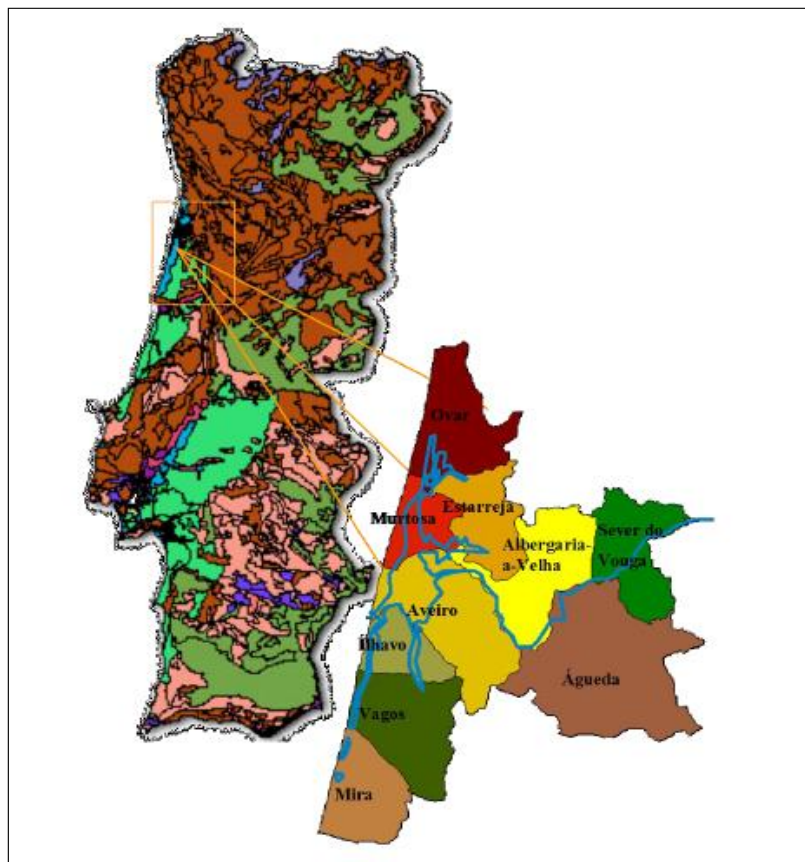 Ovar
Estarreja
Murtosa
Sever do
Vouga
Albergaria-
a-Velha
Aveiro
Ílhavo
Águeda
Vagos
Mira